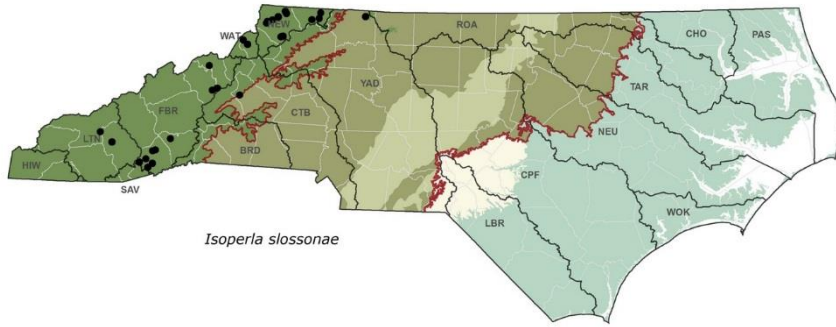 NEW
ROA
WAT
CHO
PAS
YAD
TAR
FBR
CTB
LTN
NEU
BRD
HIW
CPF
SAV
WOK
LBR
Isoperla slossonae